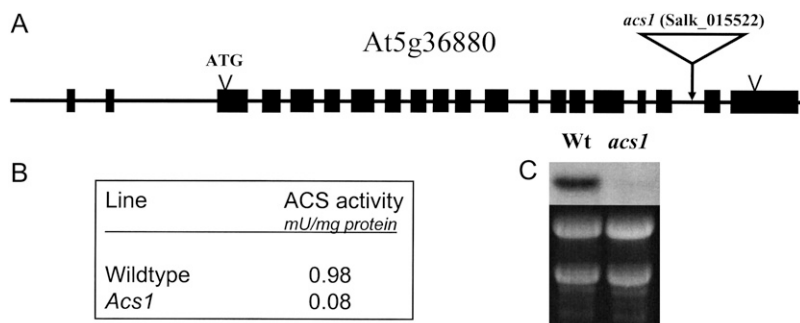 A
At5g36880
acs1 (Salk_015522)
ATG
B
Line ACS activity
mU/mg protein
Wildtype 0.98
Acs1 0.08
C
Wt acs1